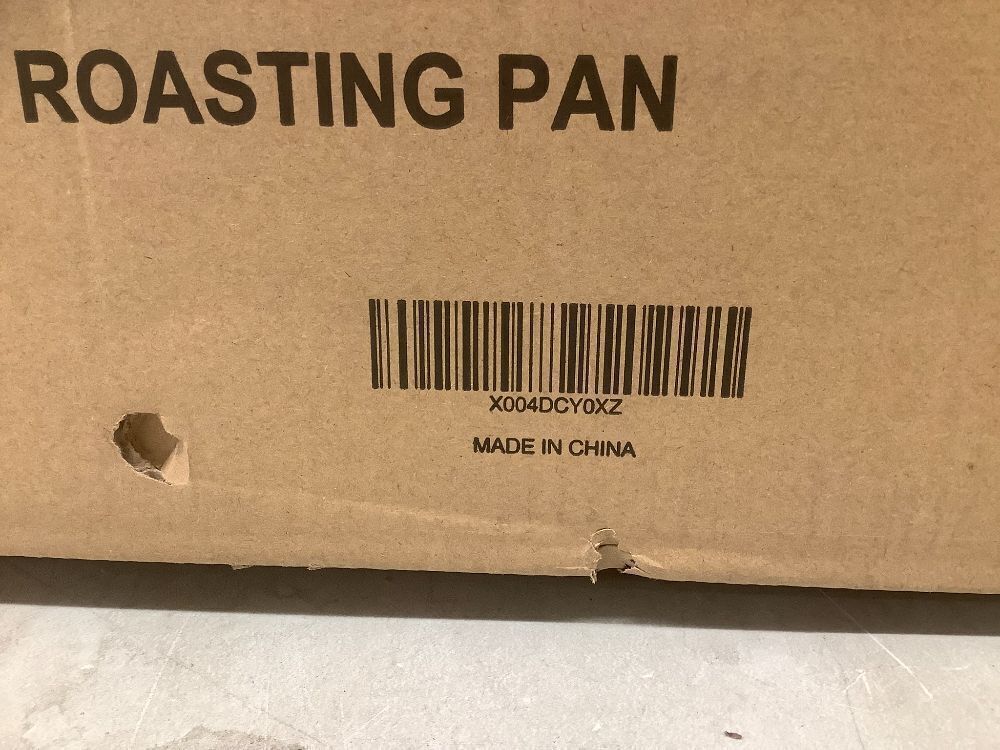 ROASTING PAN
X004DCY0XZ
MADE IN CHINA